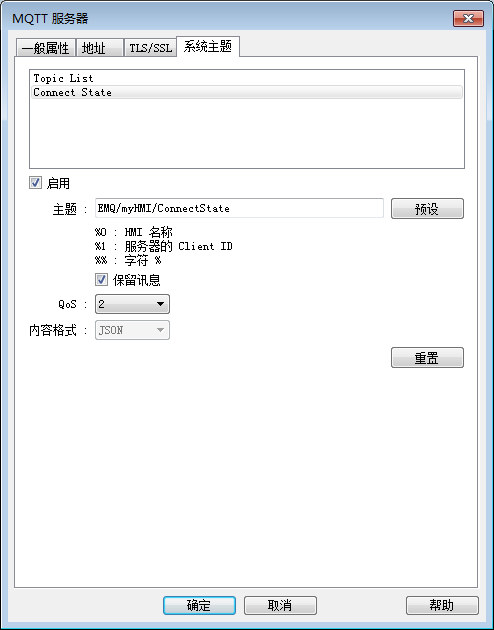 MQTT 服务器
一般属性 地址 TLS/SSL 系统主题
Topic List
Connect State
启用
主题 : EMQ/myHMI/ConnectState 预设
%0 : HMI 名称
%1 : 服务器的 Client ID
%% : 字符 %
保留讯息
QoS : 2
内容格式 : JSON
重置
确定 取消 帮助